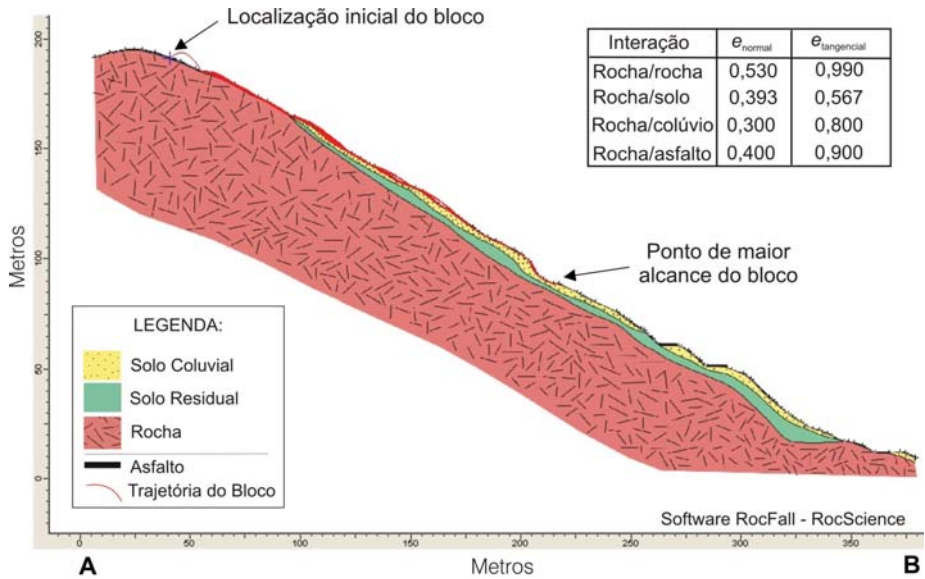 Localização inicial do bloco
Interação e normal e tangencial
Rocha/rocha 0,530 0,990
Rocha/solo 0,393 0,567
Rocha/colúvio 0,300 0,800
Rocha/asfalto 0,400 0,900
200
150
100
50
0
Metros
Ponto de maior
alcance do bloco
LEGENDA:
Solo Coluvial
Solo Residual
Rocha
Asfalto
Trajetória do Bloco
Software RocFall - RocScience
0 50 100 150 200 250 300 350
A Metros B